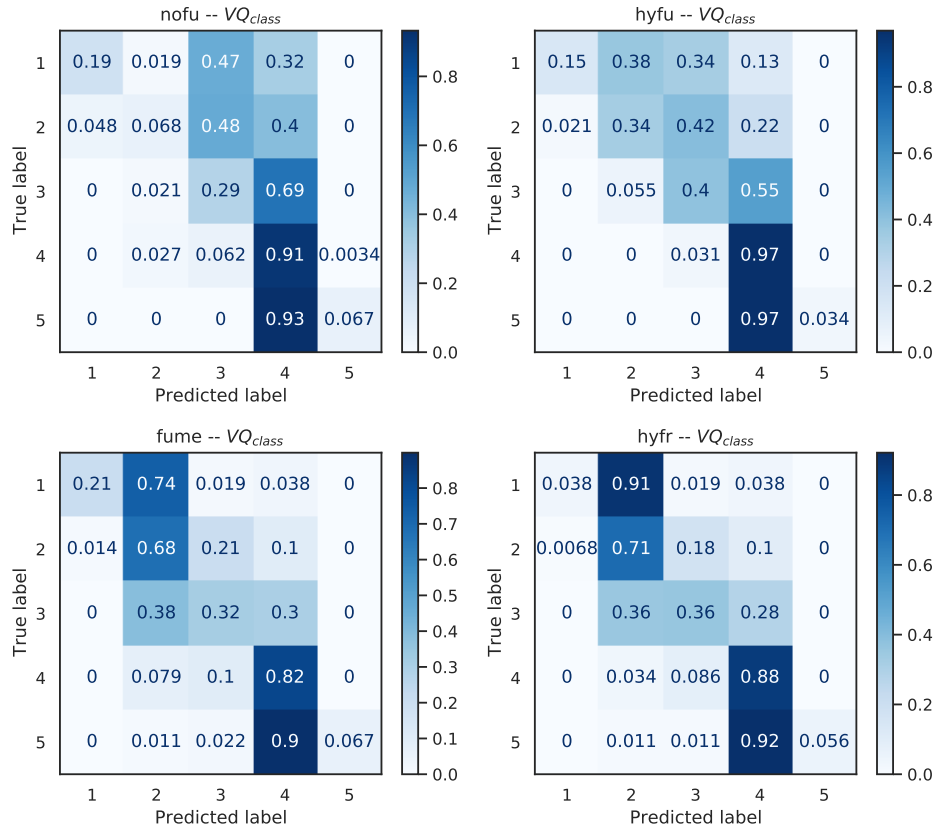 nofu -- VQclass
True label
1 0.19 0.019 0.47 0.32 0
2 0.048 0.068 0.48 0.4 0
3 0 0.021 0.29 0.69 0
4 0 0.027 0.062 0.91 0.0034
5 0 0 0 0.93 0.067
1 2 3 4 5
Predicted label
0.8
0.6
0.4
0.2
0.0
hyfu -- VQclass
True label
1 0.15 0.38 0.34 0.13 0
2 0.021 0.34 0.42 0.22 0
3 0 0.055 0.4 0.55 0
4 0 0 0.031 0.97 0
5 0 0 0 0.97 0.034
1 2 3 4 5
Predicted label
0.8
0.6
0.4
0.2
0.0
fume -- VQclass
True label
1 0.21 0.74 0.019 0.038 0
2 0.014 0.68 0.21 0.1 0
3 0 0.38 0.32 0.3 0
4 0 0.079 0.1 0.82 0
5 0 0.011 0.022 0.9 0.067
1 2 3 4 5
Predicted label
0.8
0.7
0.6
0.5
0.4
0.3
0.2
0.1
0.0
hyfr -- VQclass
True label
1 0.038 0.91 0.019 0.038 0
2 0.0068 0.71 0.18 0.1 0
3 0 0.36 0.36 0.28 0
4 0 0.034 0.086 0.88 0
5 0 0.011 0.011 0.92 0.056
1 2 3 4 5
Predicted label
0.8
0.6
0.4
0.2
0.0